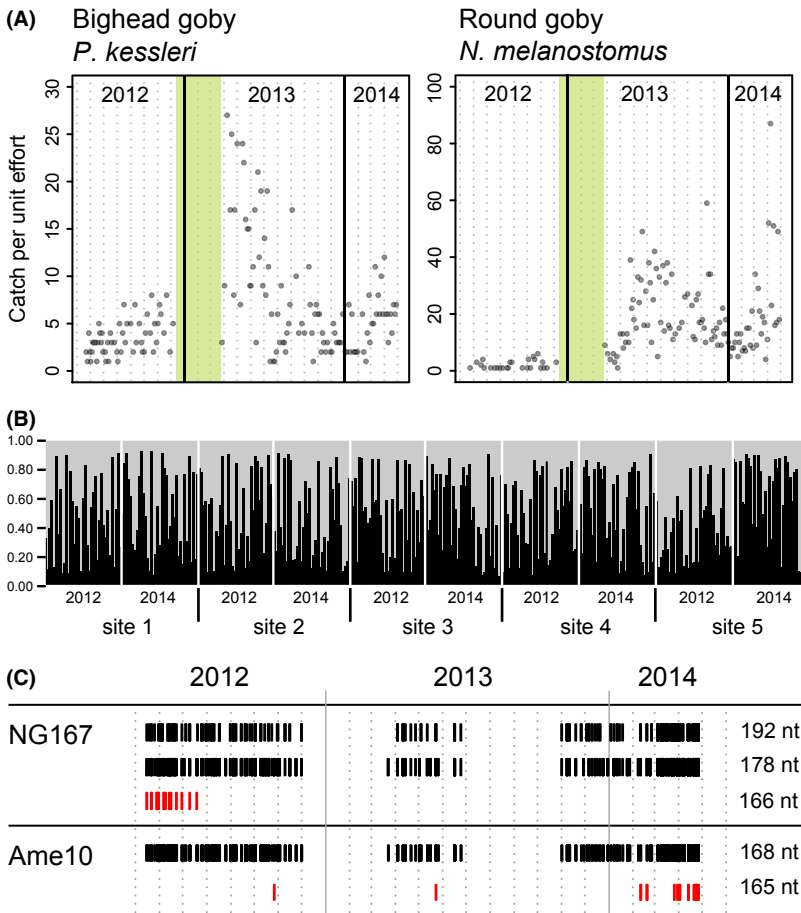 (A) Bighead goby Round goby
P. kessleri N. melanostomus
Catch per unit effort
30
25
20
15
10
5
0
2012 2013 2014
100
80
60
40
20
0
2012 2013 2014
(B)
1.00
0.80
0.60
0.40
0.20
0.00
2012 2014 2012 2014 2012 2014 2012 2014 2012 2014
site 1 site 2 site 3 site 4 site 5
(C) 2012 2013 2014
NG167 192 nt
178 nt
166 nt
Ame10 168 nt
165 nt